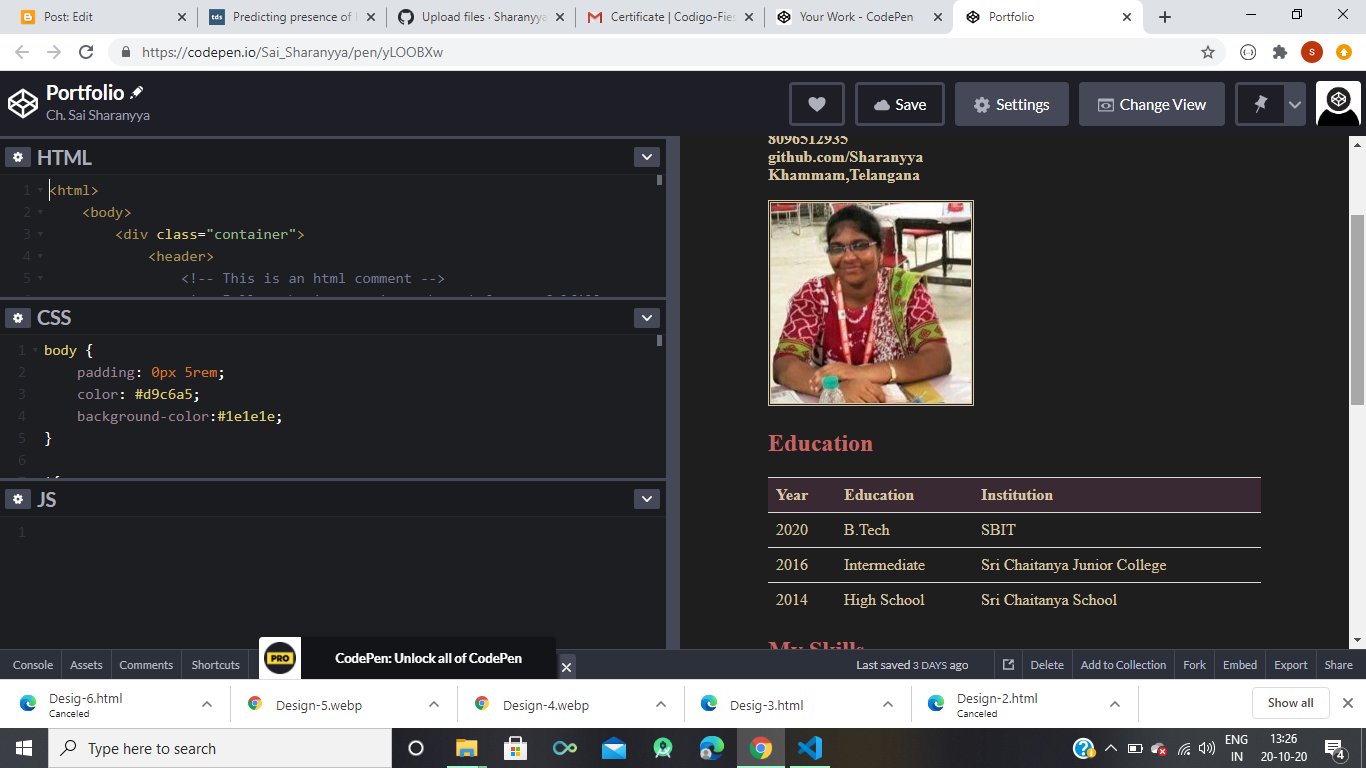 Post: Edit
Predicting presence of
Upload files · Sharanyya
Certificate | Codigo-Fies
Your Work - CodePen
Portfolio
https://codepen.io/Sai_Sharanyya/pen/yLOOBXw
S
Portfolio
Ch. Sai Sharanyya
Save
Settings
Change View
HTML
1 <html>
2 <body>
3 <div class="container">
4 <header>
5 <!-- This is an html comment -->
CSS
1 body {
2 padding: 0px 5rem;
3 color: #d9c6a5;
4 background-color:#1e1e1e;
5 }
6
JS
1
8096512935
github.com/Sharanyya
Khammam,Telangana
Education
Year Education Institution
2020 B.Tech SBIT
2016 Intermediate Sri Chaitanya Junior College
2014 High School Sri Chaitanya School
My Skills
Console
Assets
Comments
Shortcuts
PRO
CodePen: Unlock all of CodePen
Last saved 3 DAYS ago
Delete
Add to Collection
Fork
Embed
Export
Share
Desig-6.html
Canceled
Design-5.webp
Design-4.webp
Desig-3.html
Design-2.html
Canceled
Show all
Type here to search
ENG
IN
13:26
20-10-20
4